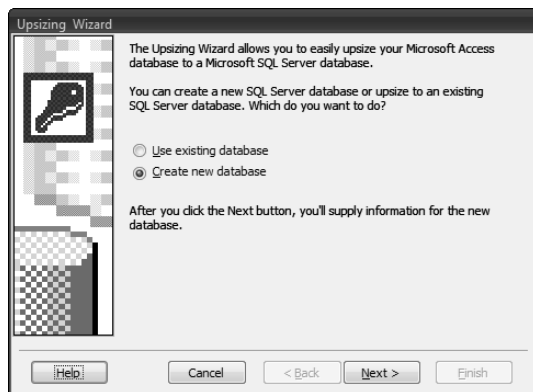 Upsizing Wizard
The Upsizing Wizard allows you to easily upsize your Microsoft Access
database to a Microsoft SQL Server database.
You can create a new SQL Server database or upsize to an existing
SQL Server database. Which do you want to do?
Use existing database
Create new database
After you click the Next button, you'll supply information for the new
database.
Help
Cancel
< Back
Next >
Finish